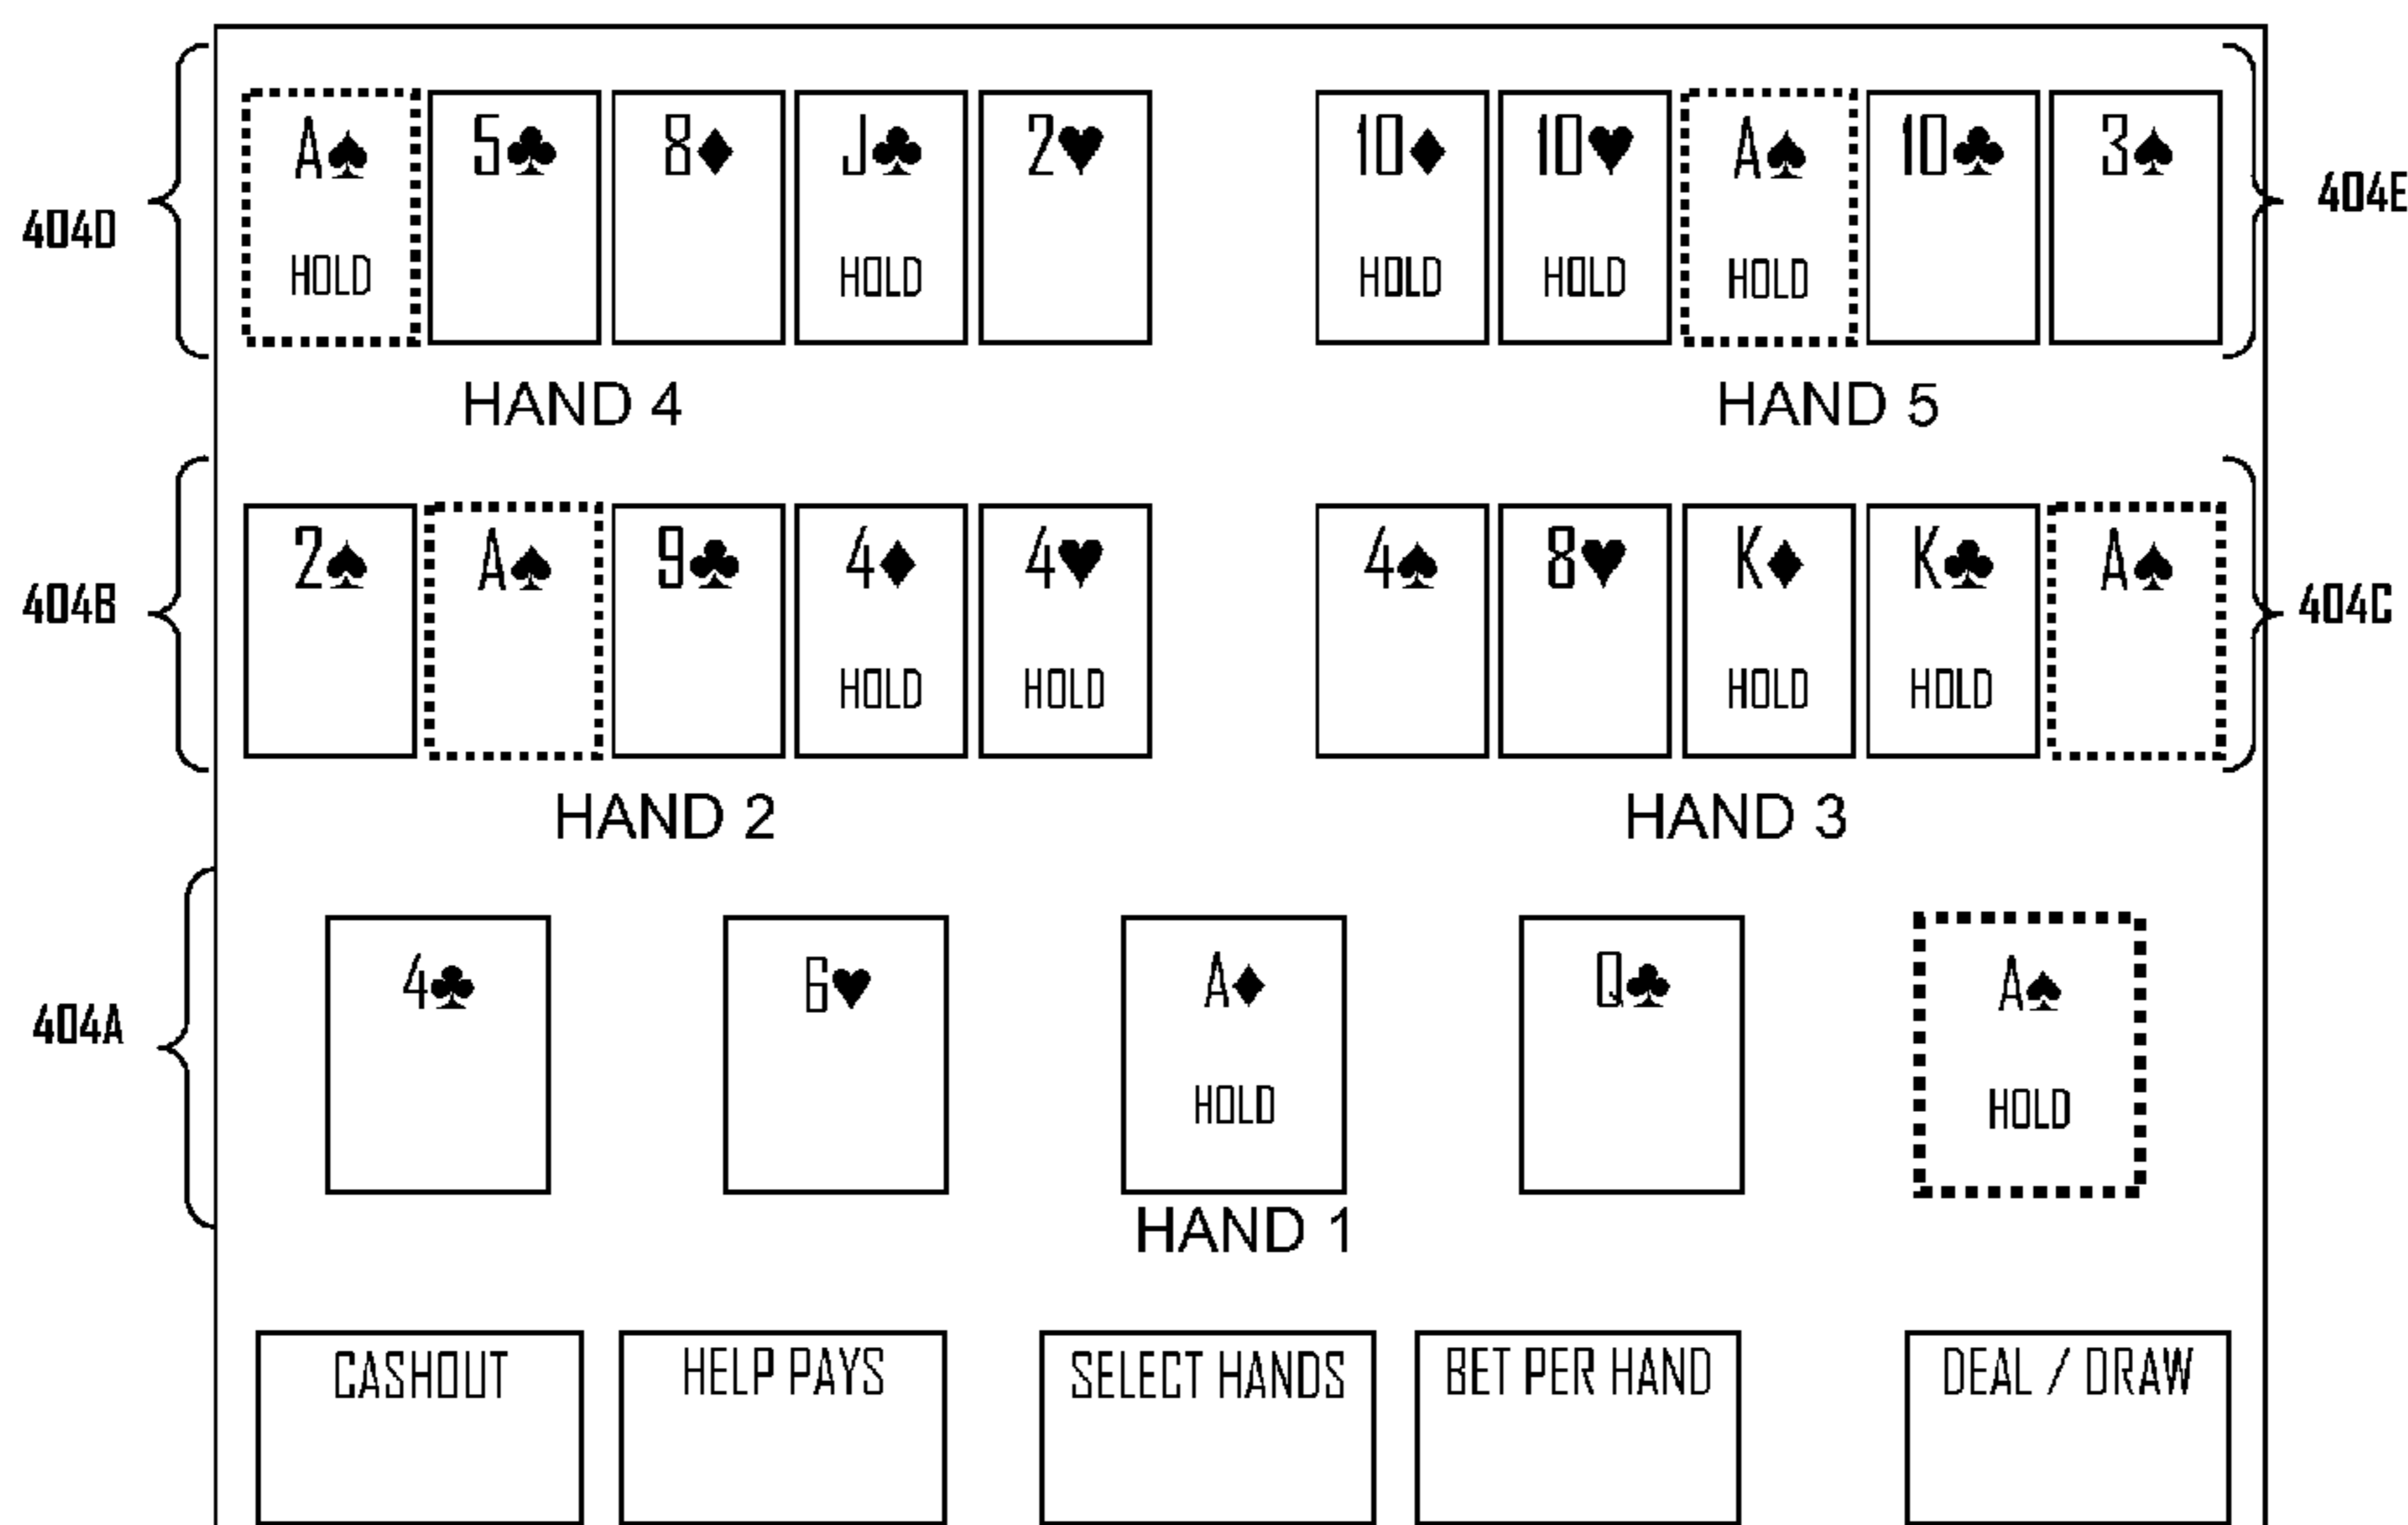 A♠ 5♣ 8♦ J♣ 2♥ 10♦ 10♥ A♠ 10♣ 3♠
404D 404E
HOLD HOLD HOLD HOLD HOLD
HAND 4 HAND 5
2♠ A♠ 9♣ 4♦ 4♥ 4♠ 8♥ K♦ K♣ A♠
404B 404C
HOLD HOLD HOLD HOLD
HAND 2 HAND 3
4♣ 6♥ A♦ Q♣ A♠
404A
HOLD HOLD
HAND 1
CASHOUT HELP PAYS SELECT HANDS BET PER HAND DEAL / DRAW